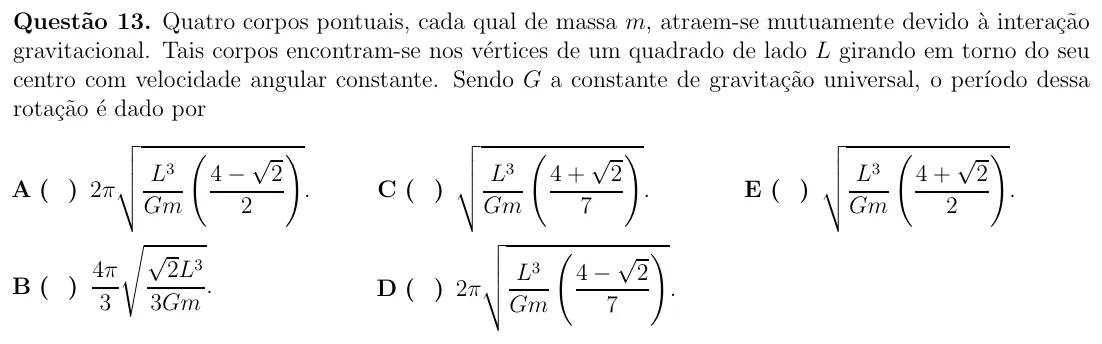 Questão 13. Quatro corpos pontuais, cada qual de massa m, atraem-se mutuamente devido à interação
gravitacional. Tais corpos encontram-se nos vértices de um quadrado de lado L girando em torno do seu
centro com velocidade angular constante. Sendo G a constante de gravitação universal, o período dessa
rotação é dado por
A ( ) 2π√(L³/Gm ((4 − √2)/2)).
B ( ) 4π/3 √(√2L³/3Gm).
C ( ) √(L³/Gm ((4 + √2)/7)).
D ( ) 2π√(L³/Gm ((4 − √2)/7)).
E ( ) √(L³/Gm ((4 + √2)/2)).